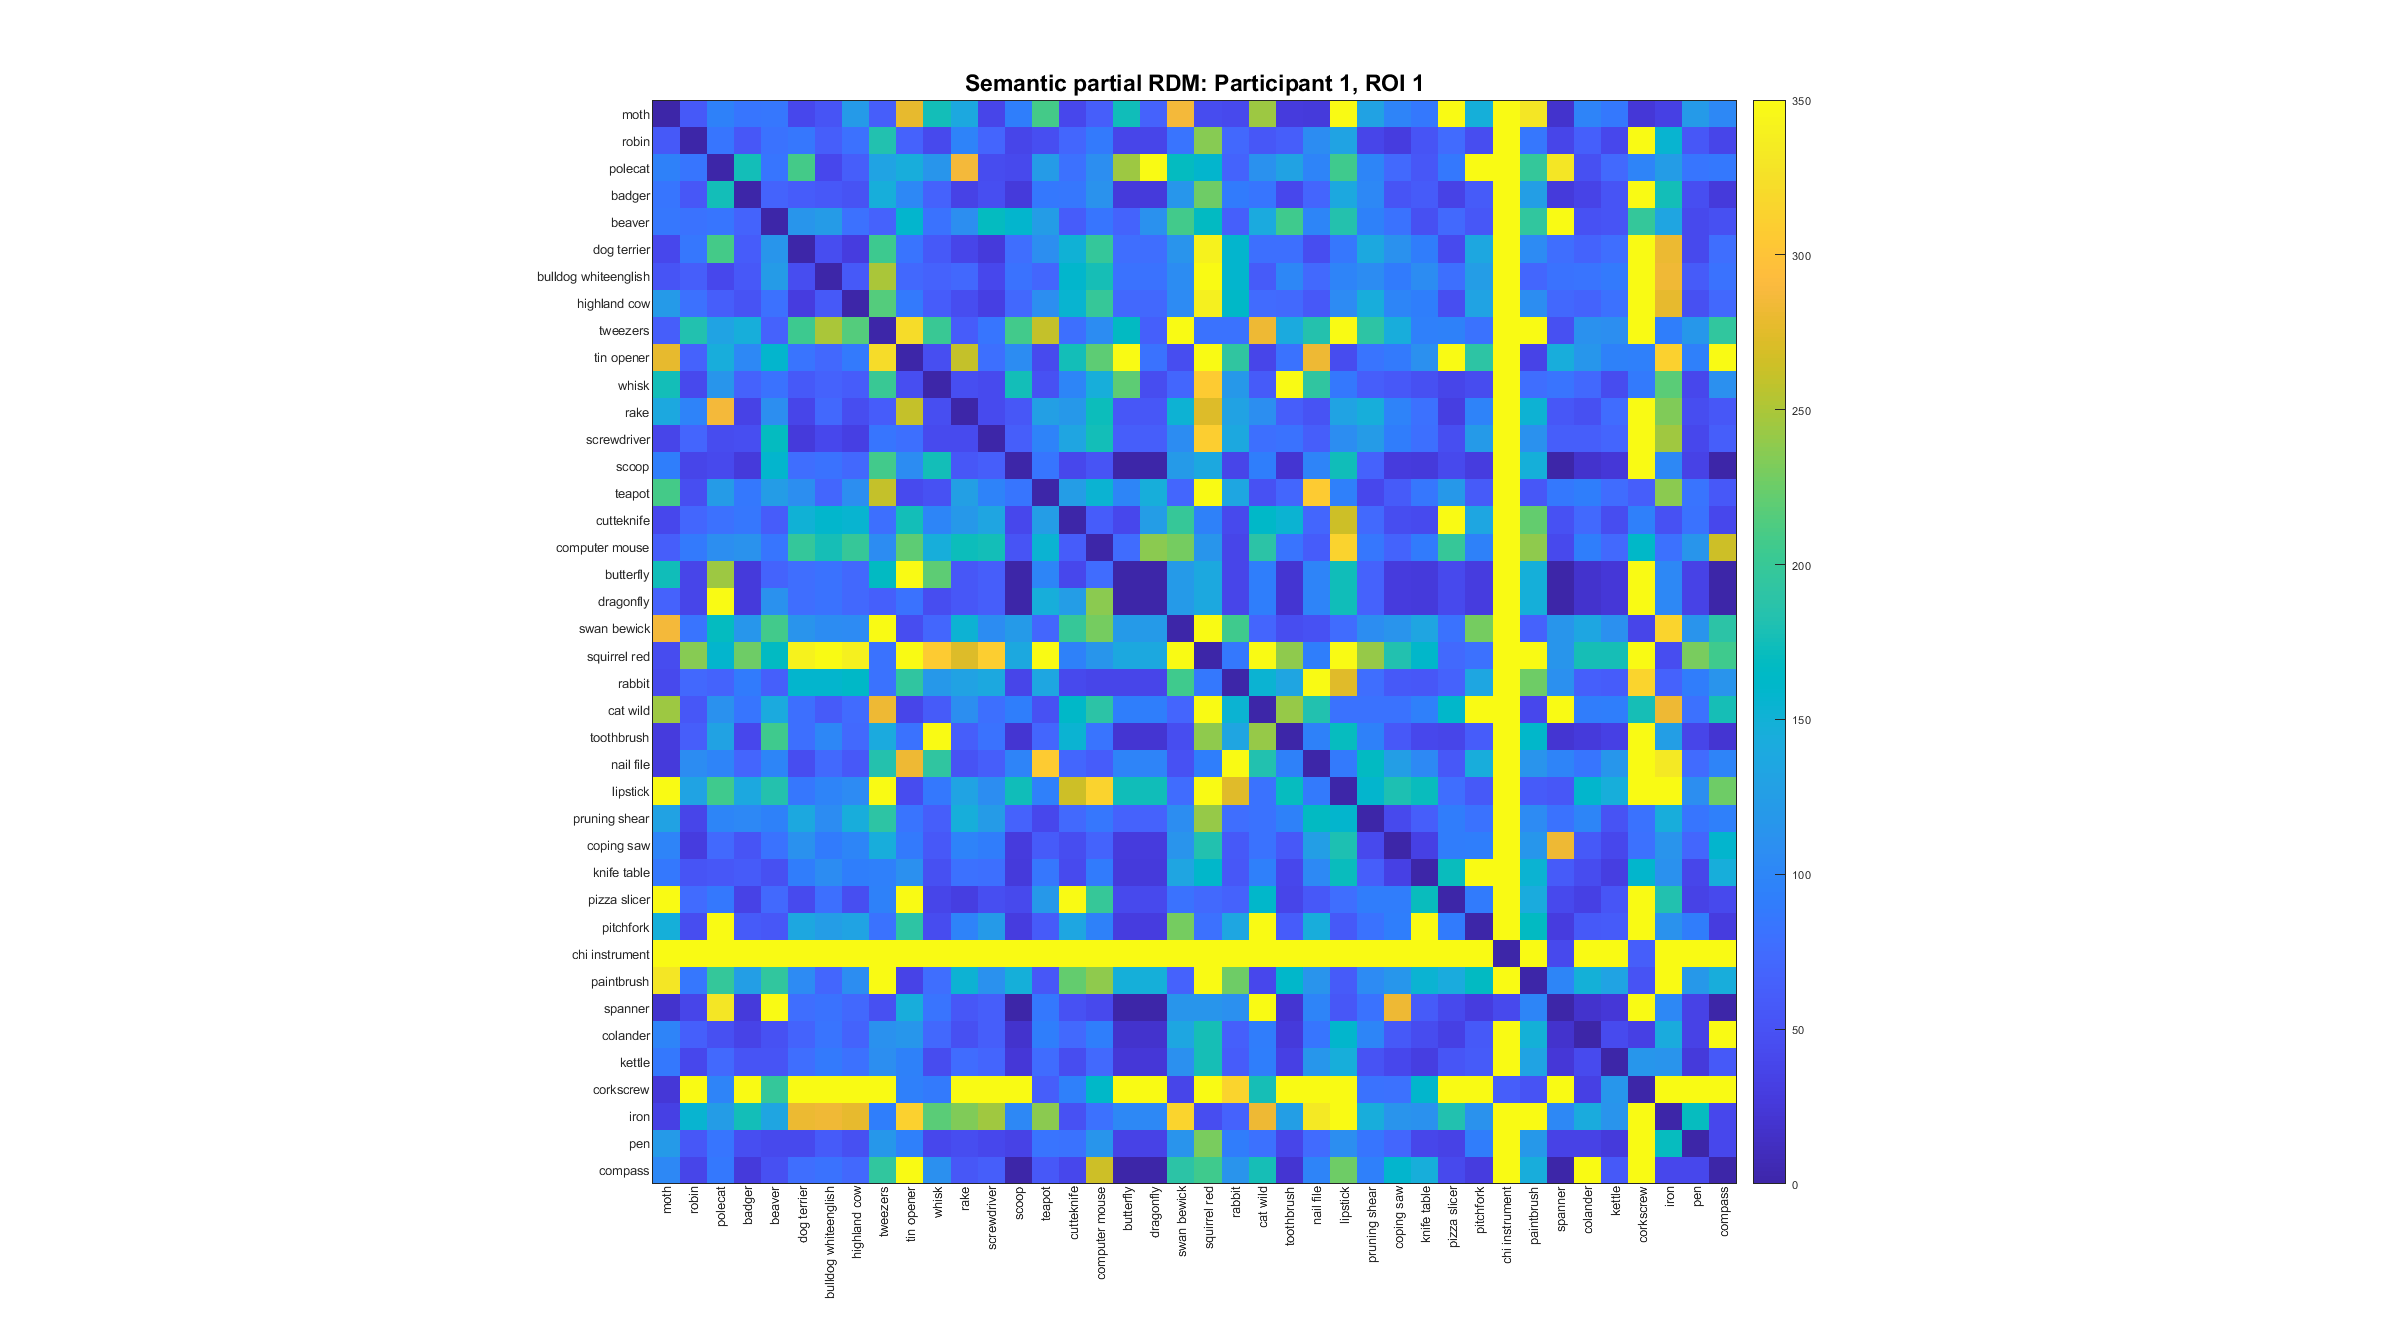 Semantic partial RDM: Participant 1, ROI 1
moth
robin
polecat
badger
beaver
dog terrier
bulldog whiteenglish
highland cow
tweezers
tin opener
whisk
rake
screwdriver
scoop
teapot
cutteknife
computer mouse
butterfly
dragonfly
swan bewick
squirrel red
rabbit
cat wild
toothbrush
nail file
lipstick
pruning shear
coping saw
knife table
pizza slicer
pitchfork
chi instrument
paintbrush
spanner
colander
kettle
corkscrew
iron
pen
compass
moth
robin
polecat
badger
beaver
dog terrier
bulldog whiteenglish
highland cow
tweezers
tin opener
whisk
rake
screwdriver
scoop
teapot
cutteknife
computer mouse
butterfly
dragonfly
swan bewick
squirrel red
rabbit
cat wild
toothbrush
nail file
lipstick
pruning shear
coping saw
knife table
pizza slicer
pitchfork
chi instrument
paintbrush
spanner
colander
kettle
corkscrew
iron
pen
compass
350
300
250
200
150
100
50
0